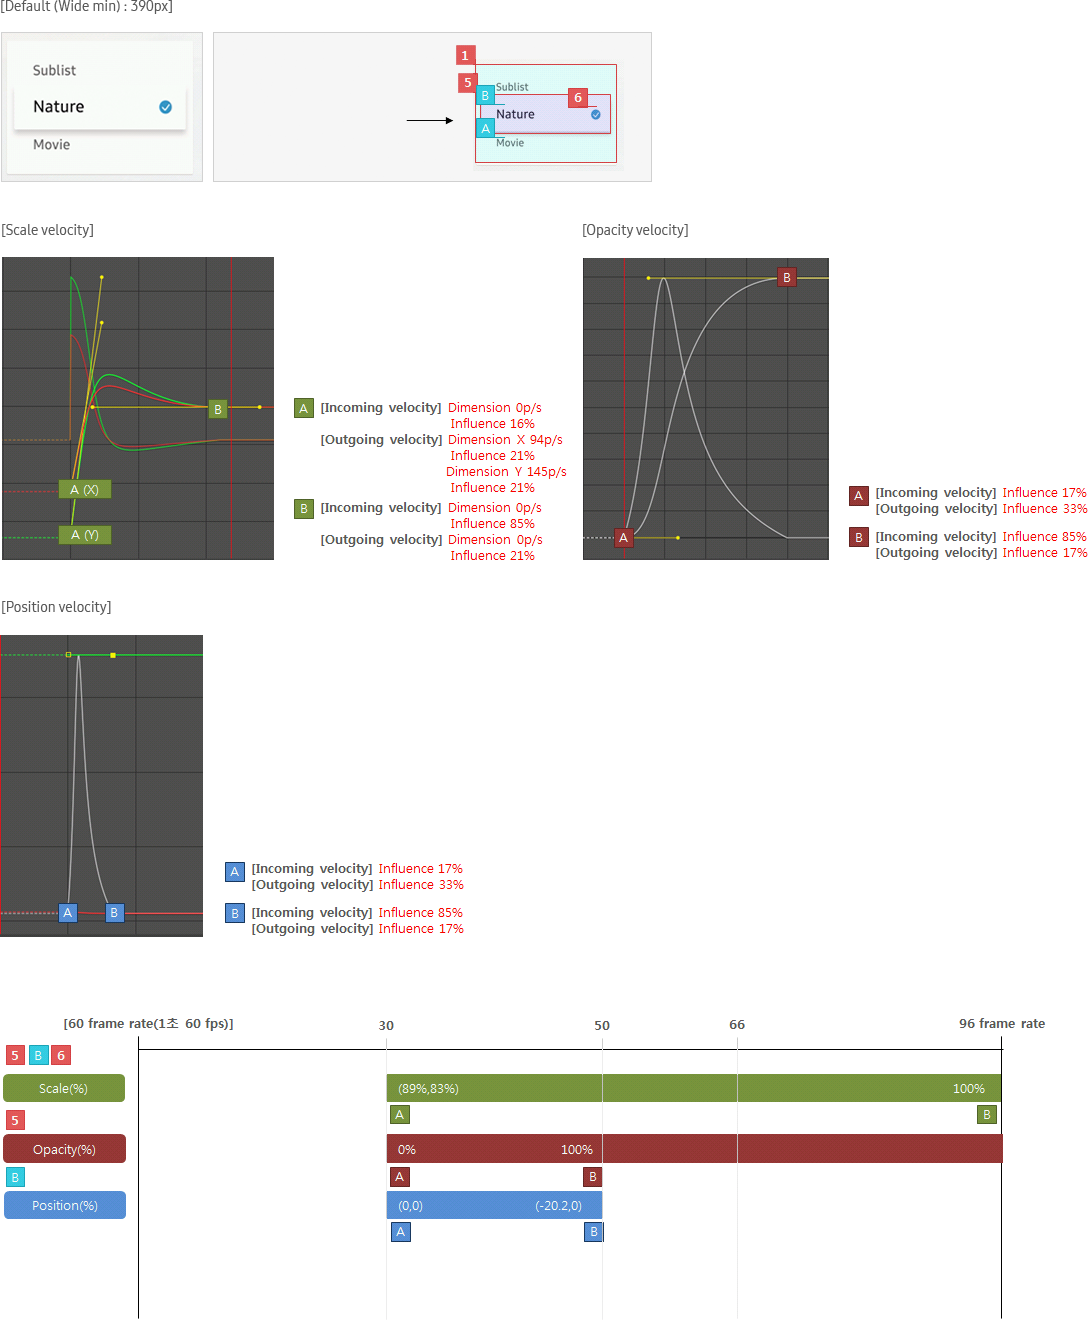 [Default (Wide min) : 390px]
Sublist
Nature
Movie
1
5
Sublist
B
6
Nature
A
Movie
[Scale velocity]
B
A (X)
A (Y)
A [Incoming velocity] Dimension 0p/s
Influence 16%
[Outgoing velocity] Dimension X 94p/s
Influence 21%
Dimension Y 145p/s
Influence 21%
B [Incoming velocity] Dimension 0p/s
Influence 85%
[Outgoing velocity] Dimension 0p/s
Influence 21%
[Opacity velocity]
B
A
A [Incoming velocity] Influence 17%
[Outgoing velocity] Influence 33%
B [Incoming velocity] Influence 85%
[Outgoing velocity] Influence 17%
[Position velocity]
A B
A [Incoming velocity] Influence 17%
[Outgoing velocity] Influence 33%
B [Incoming velocity] Influence 85%
[Outgoing velocity] Influence 17%
[60 frame rate(1초 60 fps)] 30 50 66 96 frame rate
5 B 6
Scale(%) (89%,83%) 100%
A B
5
Opacity(%) 0% 100%
A B
B
Position(%) (0,0) (-20.2,0)
A B